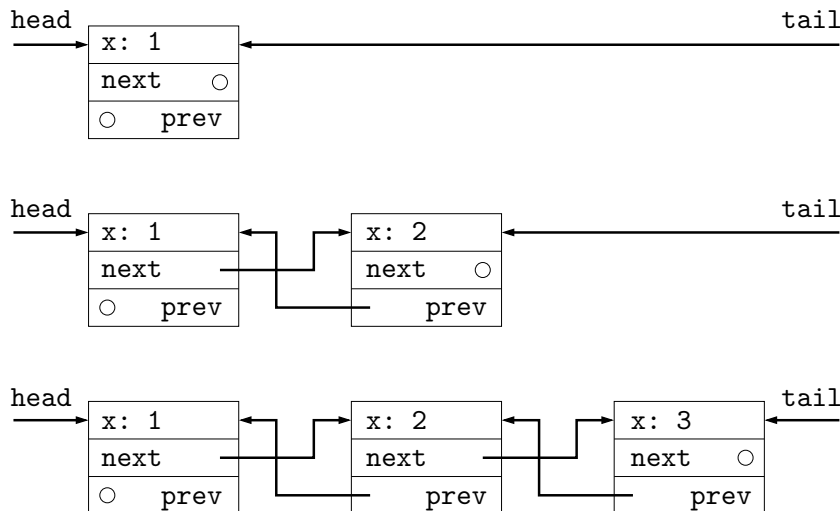 head tail
x: 1
next
prev
head tail
x: 1 x: 2
next next
prev prev
head tail
x: 1 x: 2 x: 3
next next next
prev prev prev